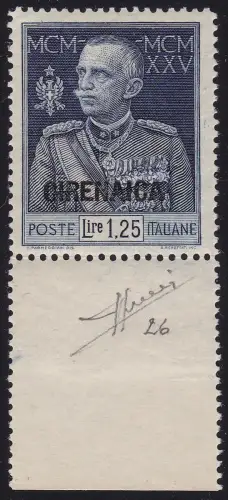 MCM MCM
XXV
CIRENAICA
POSTE Lire 1,25 ITALIANE
26